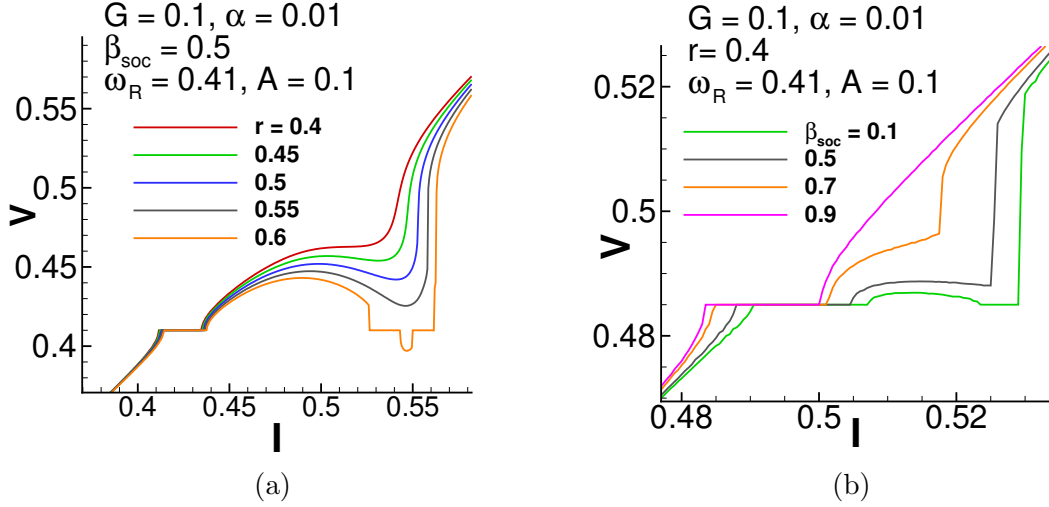 G = 0.1, α = 0.01
β_soc = 0.5
ω_R = 0.41, A = 0.1
r = 0.4
0.45
0.5
0.55
0.6
V
0.55
0.5
0.45
0.4
0.4 0.45 0.5 0.55
I
(a)
G = 0.1, α = 0.01
r= 0.4
ω_R = 0.41, A = 0.1
β_soc = 0.1
0.5
0.7
0.9
V
0.52
0.5
0.48
0.48 0.5 0.52
I
(b)